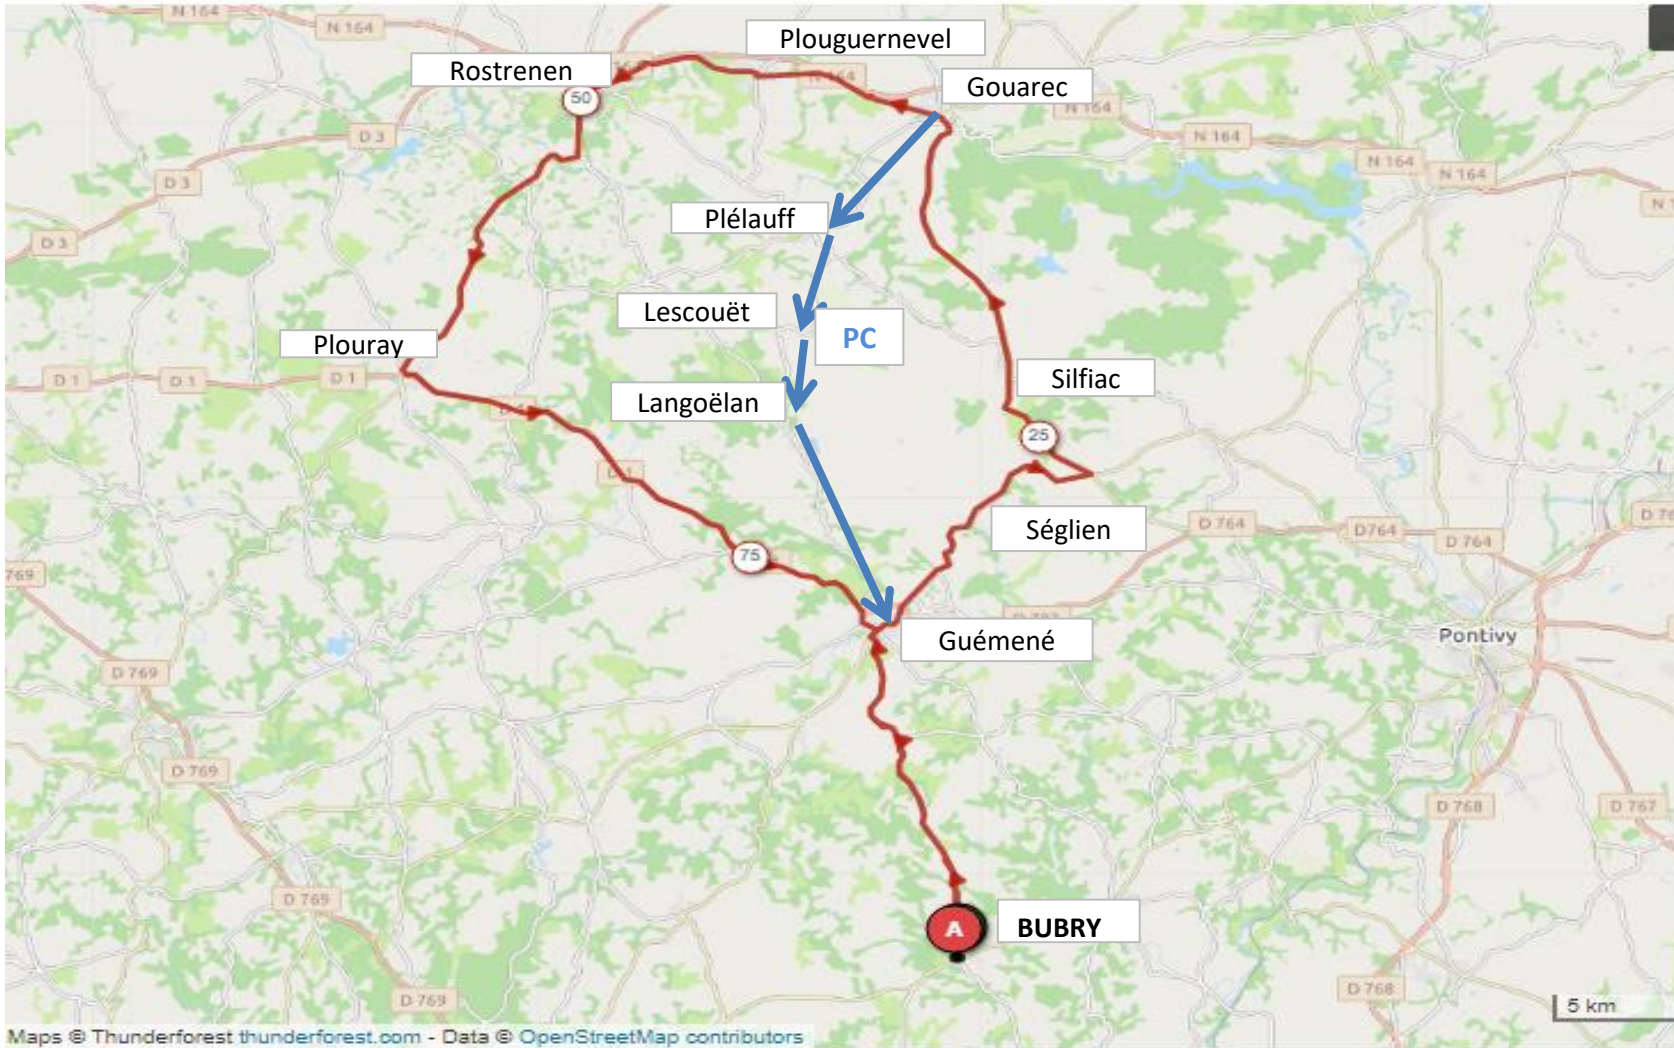 N 164
N 164
Plouguernevel
Rostrenen
N 164
Gouarec
50
N 164
D 3
N 164
N 164
N 164
D 3
N 1
Plélauff
D 3
Lescouët
PC
Plouray
Silfiac
D 1
D 1
D 1
Langoëlan
25
D 1
Séglien
D 764
D764
D 764
75
769
Guémené
Pontivy
D 769
D 769
D 768
D 767
D 769
A
BUBRY
D 768
D 769
5 km
Maps © Thunderforest thunderforest.com - Data © OpenStreetMap contributors